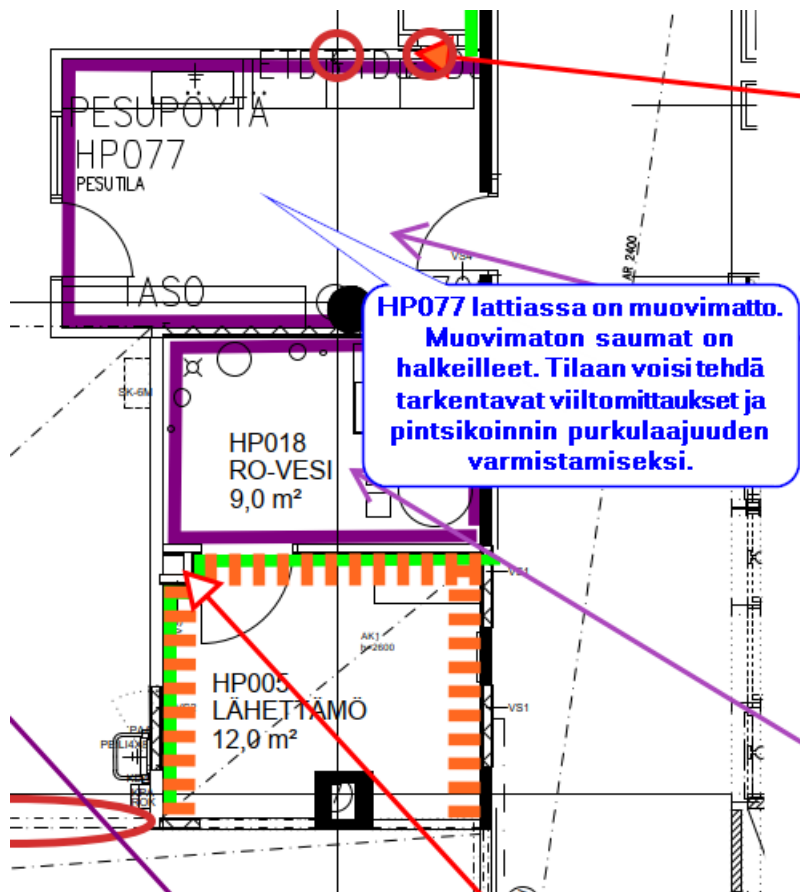 PESUPÖYTÄ
HP077
PESUTILA
AR 2400
TASO
HP077 lattiassa on muovimatto.
Muovimaton saumat on
halkeilleet. Tilaan voisi tehdä
tarkentavat viiltomittaukset ja
pintsikoinnin purkulaajuuden
varmistamiseksi.
SK-6M
HP018
RO-VESI
9,0 m²
VS1
AK1
h=2600
HP005
LÄHETTÄMÖ
12,0 m²
VS1